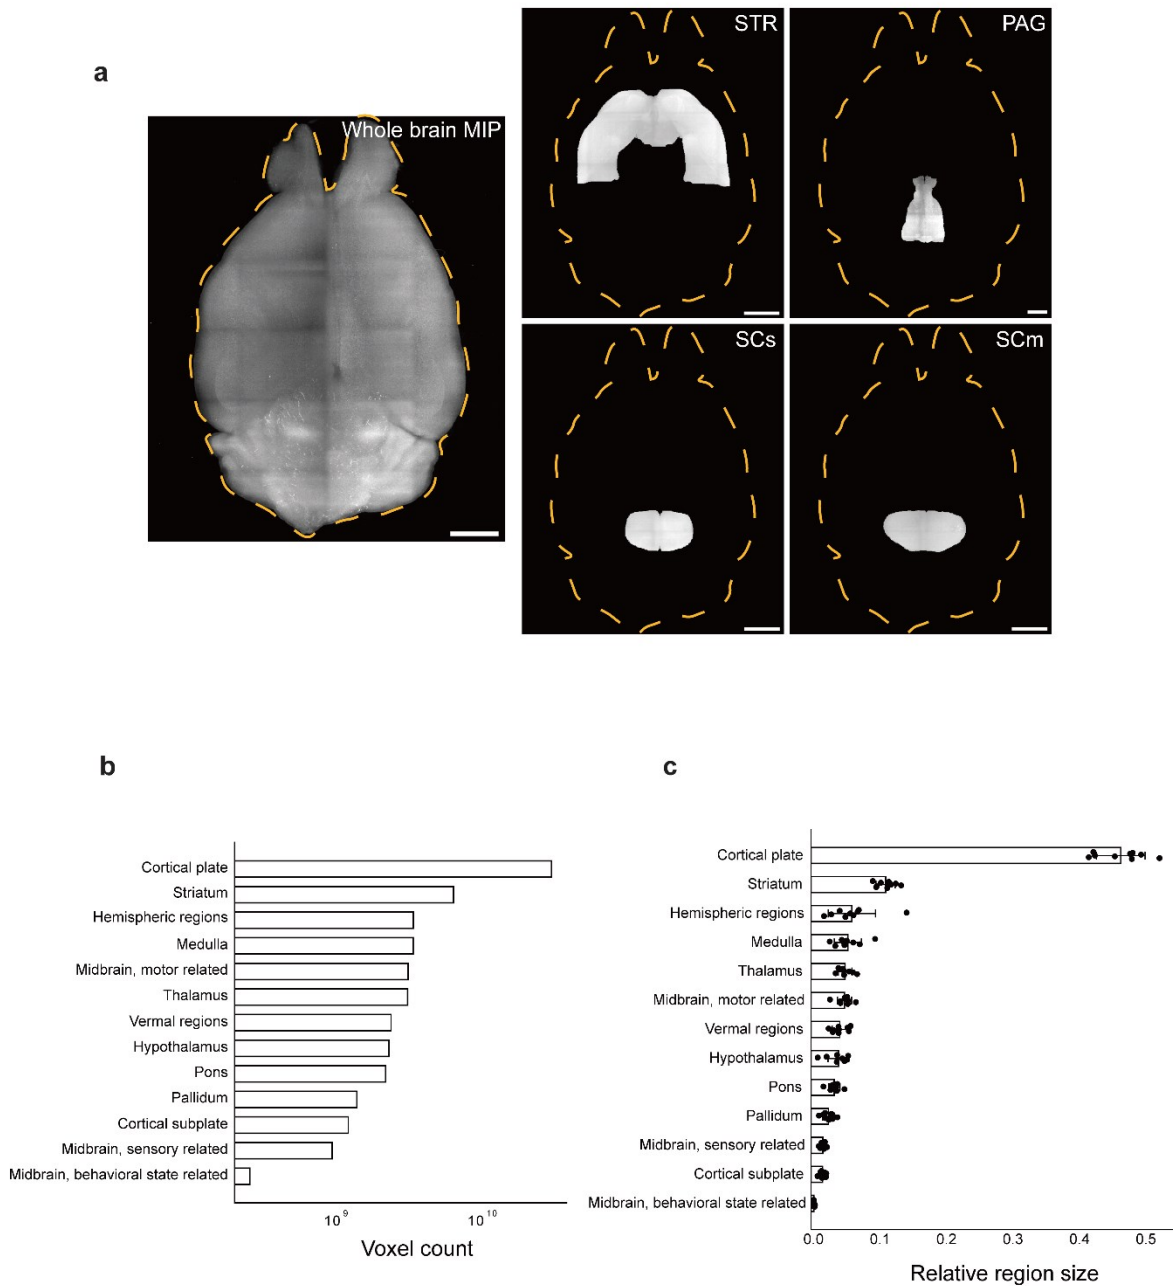 a
Whole brain MIP
STR
PAG
SCs
SCm
b
Cortical plate
Striatum
Hemispheric regions
Medulla
Midbrain, motor related
Thalamus
Vermal regions
Hypothalamus
Pons
Pallidum
Cortical subplate
Midbrain, sensory related
Midbrain, behavioral state related
10^9 10^10
Voxel count
c
Cortical plate
Striatum
Hemispheric regions
Medulla
Thalamus
Midbrain, motor related
Vermal regions
Hypothalamus
Pons
Pallidum
Midbrain, sensory related
Cortical subplate
Midbrain, behavioral state related
0.0 0.1 0.2 0.3 0.4 0.5
Relative region size